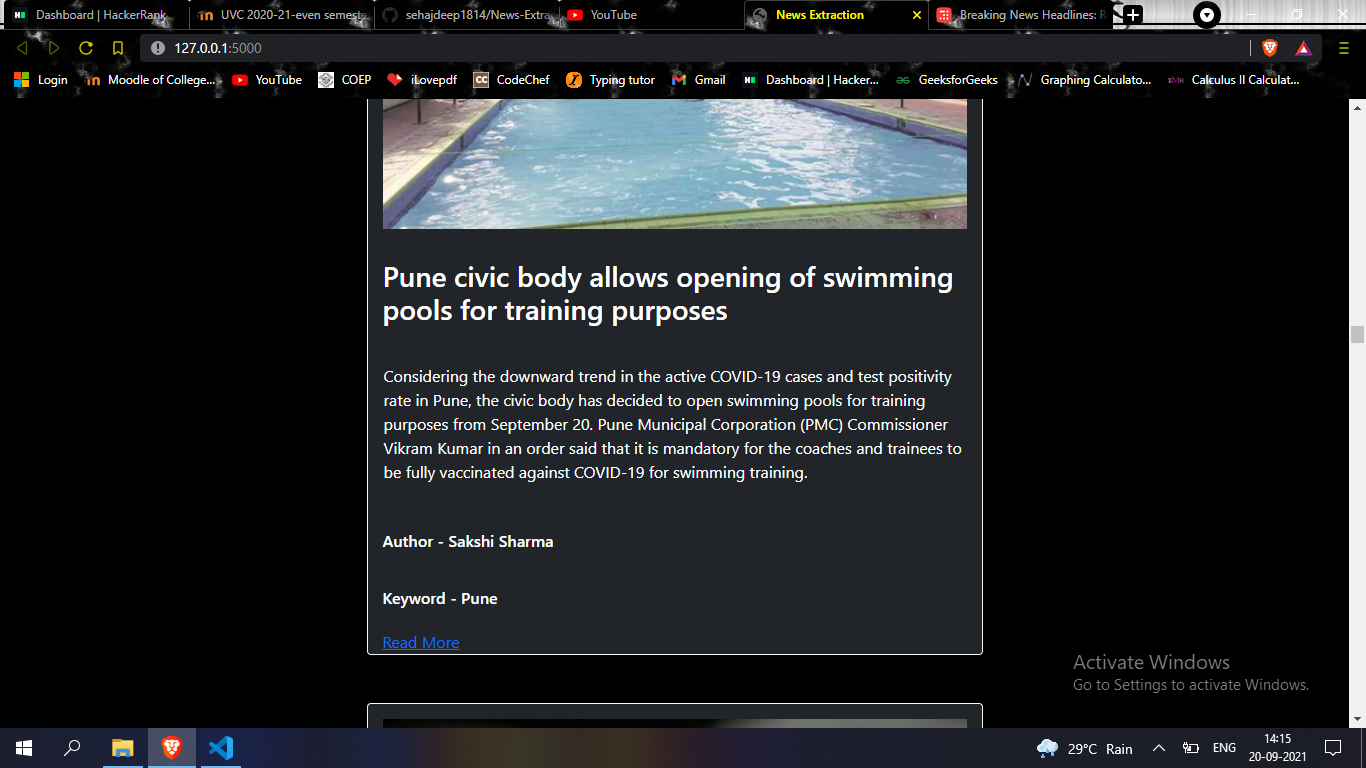 Dashboard | HackerRank
UVC 2020-21-even semest
sehajdeep1814/News-Extra
YouTube
News Extraction
Breaking News Headlines: R
127.0.0.1:5000
Login
Moodle of College...
YouTube
COEP
iLovepdf
CC
CodeChef
Typing tutor
Gmail
Dashboard | Hacker...
GeeksforGeeks
Graphing Calculato...
Calculus II Calculat...
Pune civic body allows opening of swimming
pools for training purposes
Considering the downward trend in the active COVID-19 cases and test positivity
rate in Pune, the civic body has decided to open swimming pools for training
purposes from September 20. Pune Municipal Corporation (PMC) Commissioner
Vikram Kumar in an order said that it is mandatory for the coaches and trainees to
be fully vaccinated against COVID-19 for swimming training.
Author - Sakshi Sharma
Keyword - Pune
Read More
Activate Windows
Go to Settings to activate Windows.
29°C Rain
ENG
14:15
20-09-2021